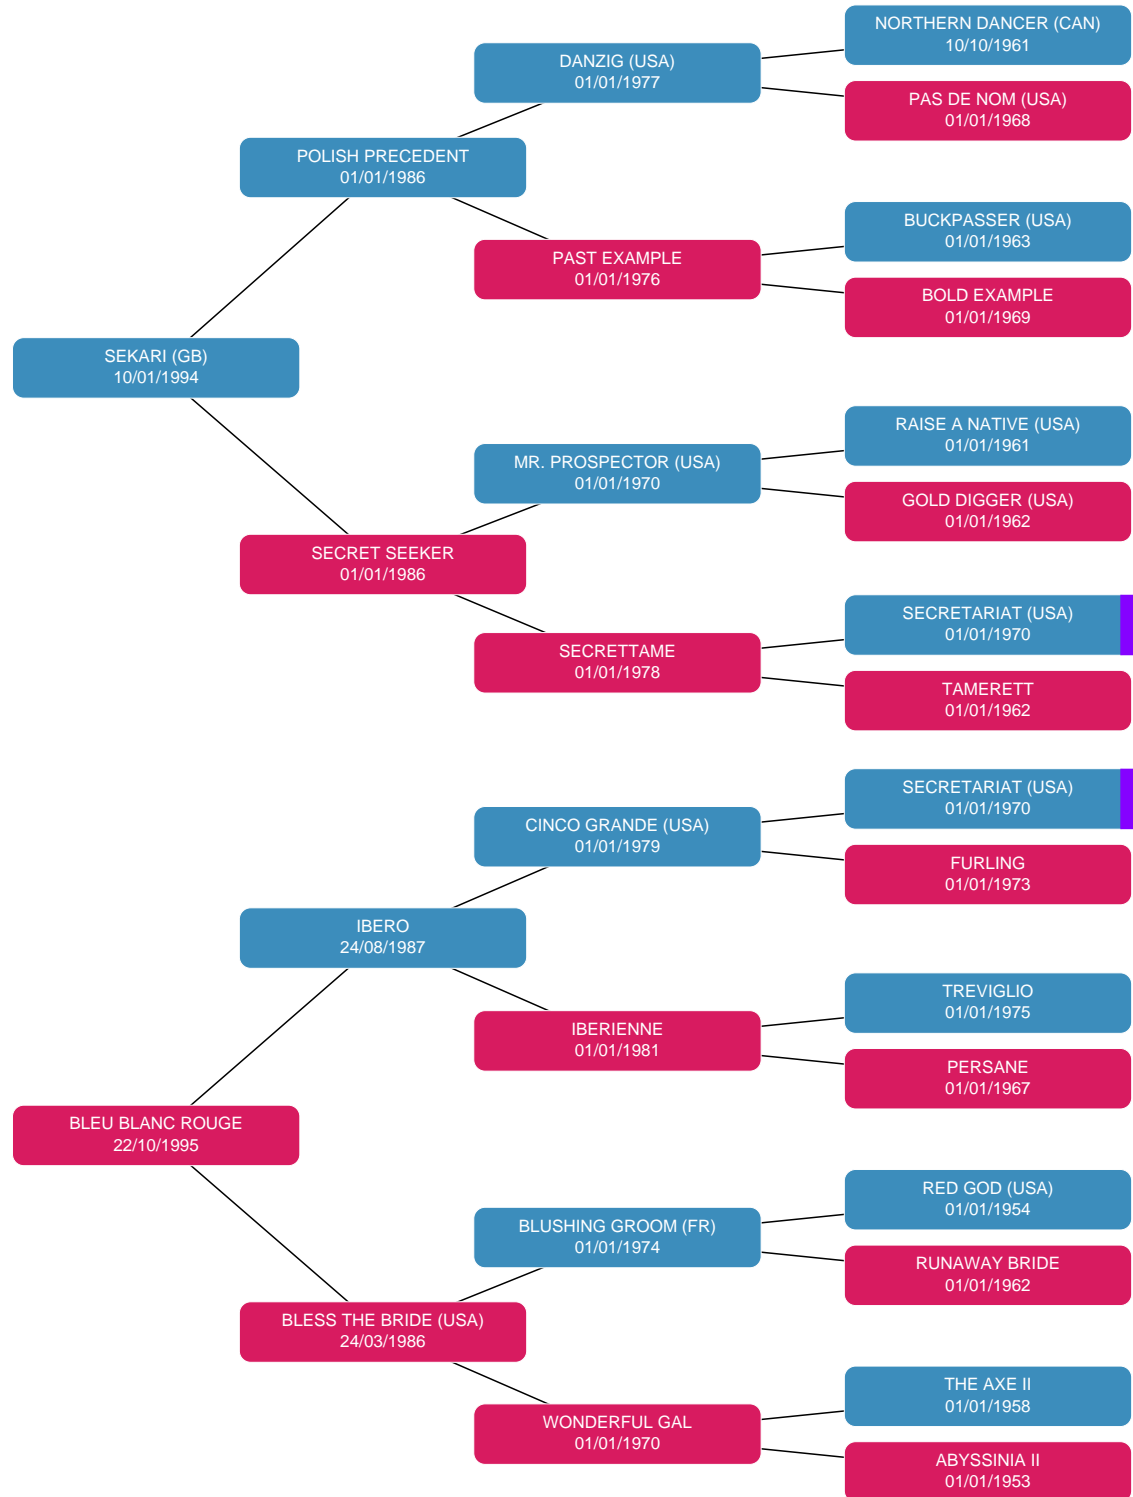 NORTHERN DANCER (CAN)
10/10/1961
DANZIG (USA)
01/01/1977
PAS DE NOM (USA)
01/01/1968
POLISH PRECEDENT
01/01/1986
BUCKPASSER (USA)
01/01/1963
PAST EXAMPLE
01/01/1976
BOLD EXAMPLE
01/01/1969
SEKARI (GB)
10/01/1994
RAISE A NATIVE (USA)
01/01/1961
MR. PROSPECTOR (USA)
01/01/1970
GOLD DIGGER (USA)
01/01/1962
SECRET SEEKER
01/01/1986
SECRETARIAT (USA)
01/01/1970
SECRETTAME
01/01/1978
TAMERETT
01/01/1962
SECRETARIAT (USA)
01/01/1970
CINCO GRANDE (USA)
01/01/1979
FURLING
01/01/1973
IBERO
24/08/1987
TREVIGLIO
01/01/1975
IBERIENNE
01/01/1981
PERSANE
01/01/1967
BLEU BLANC ROUGE
22/10/1995
RED GOD (USA)
01/01/1954
BLUSHING GROOM (FR)
01/01/1974
RUNAWAY BRIDE
01/01/1962
BLESS THE BRIDE (USA)
24/03/1986
THE AXE II
01/01/1958
WONDERFUL GAL
01/01/1970
ABYSSINIA II
01/01/1953